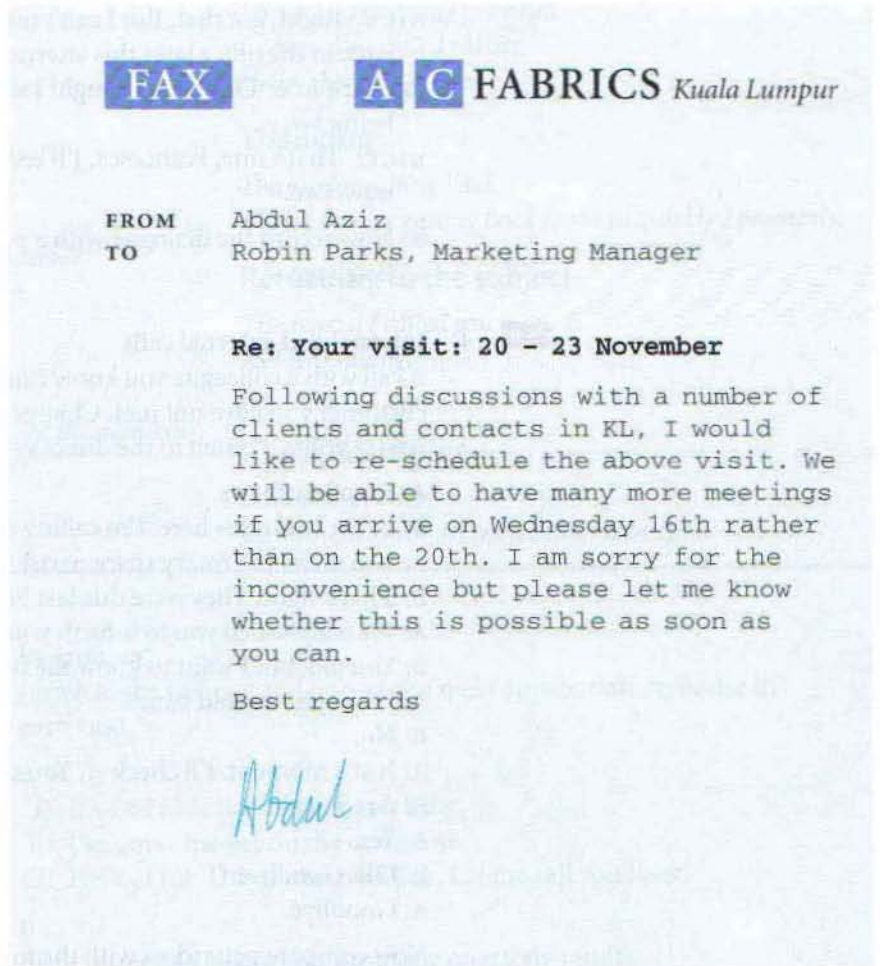 FAX A C FABRICS Kuala Lumpur
FROM Abdul Aziz
TO Robin Parks, Marketing Manager
Re: Your visit: 20 – 23 November
Following discussions with a number of
clients and contacts in KL, I would
like to re-schedule the above visit. We
will be able to have many more meetings
if you arrive on Wednesday 16th rather
than on the 20th. I am sorry for the
inconvenience but please let me know
whether this is possible as soon as
you can.
Best regards
Abdul